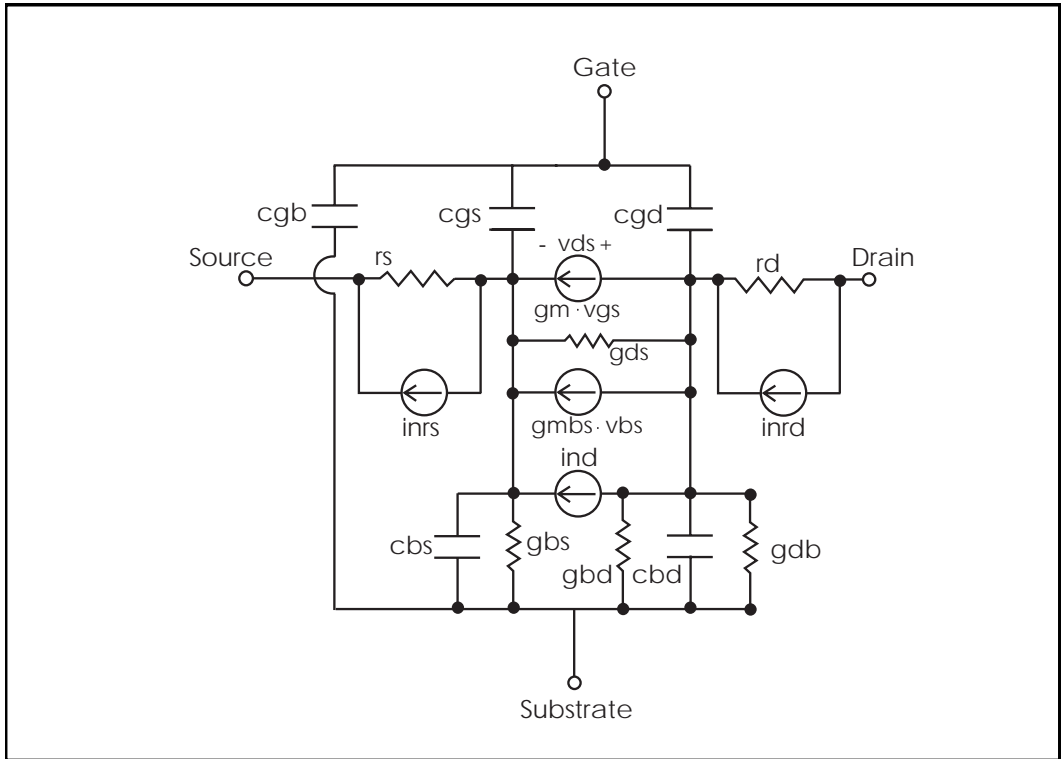 Gate
cgb
cgs
cgd
Source
rs
- vds +
rd
Drain
gm · vgs
gds
inrs
gmbs · vbs
inrd
ind
cbs
gbs
gbd
cbd
gdb
Substrate